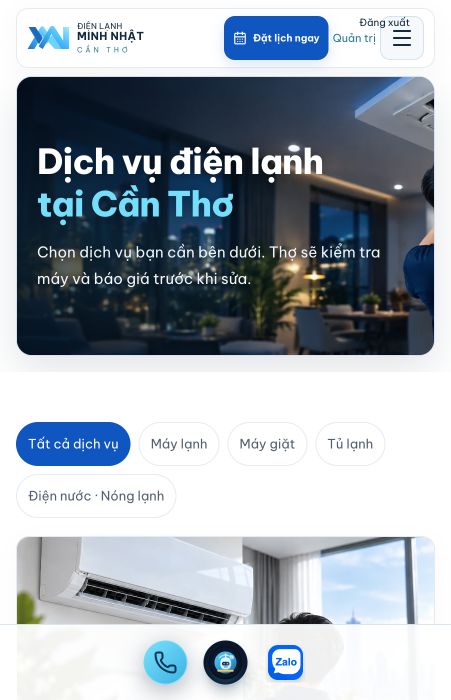 ĐIỆN LẠNH
MINH NHẬT
CẦN THƠ
Đặt lịch ngay
Quản trị
Đăng xuất
Dịch vụ điện lạnh
tại Cần Thơ
Chọn dịch vụ bạn cần bên dưới. Thợ sẽ kiểm tra
máy và báo giá trước khi sửa.
Tất cả dịch vụ
Máy lạnh
Máy giặt
Tủ lạnh
Điện nước · Nóng lạnh
Zalo